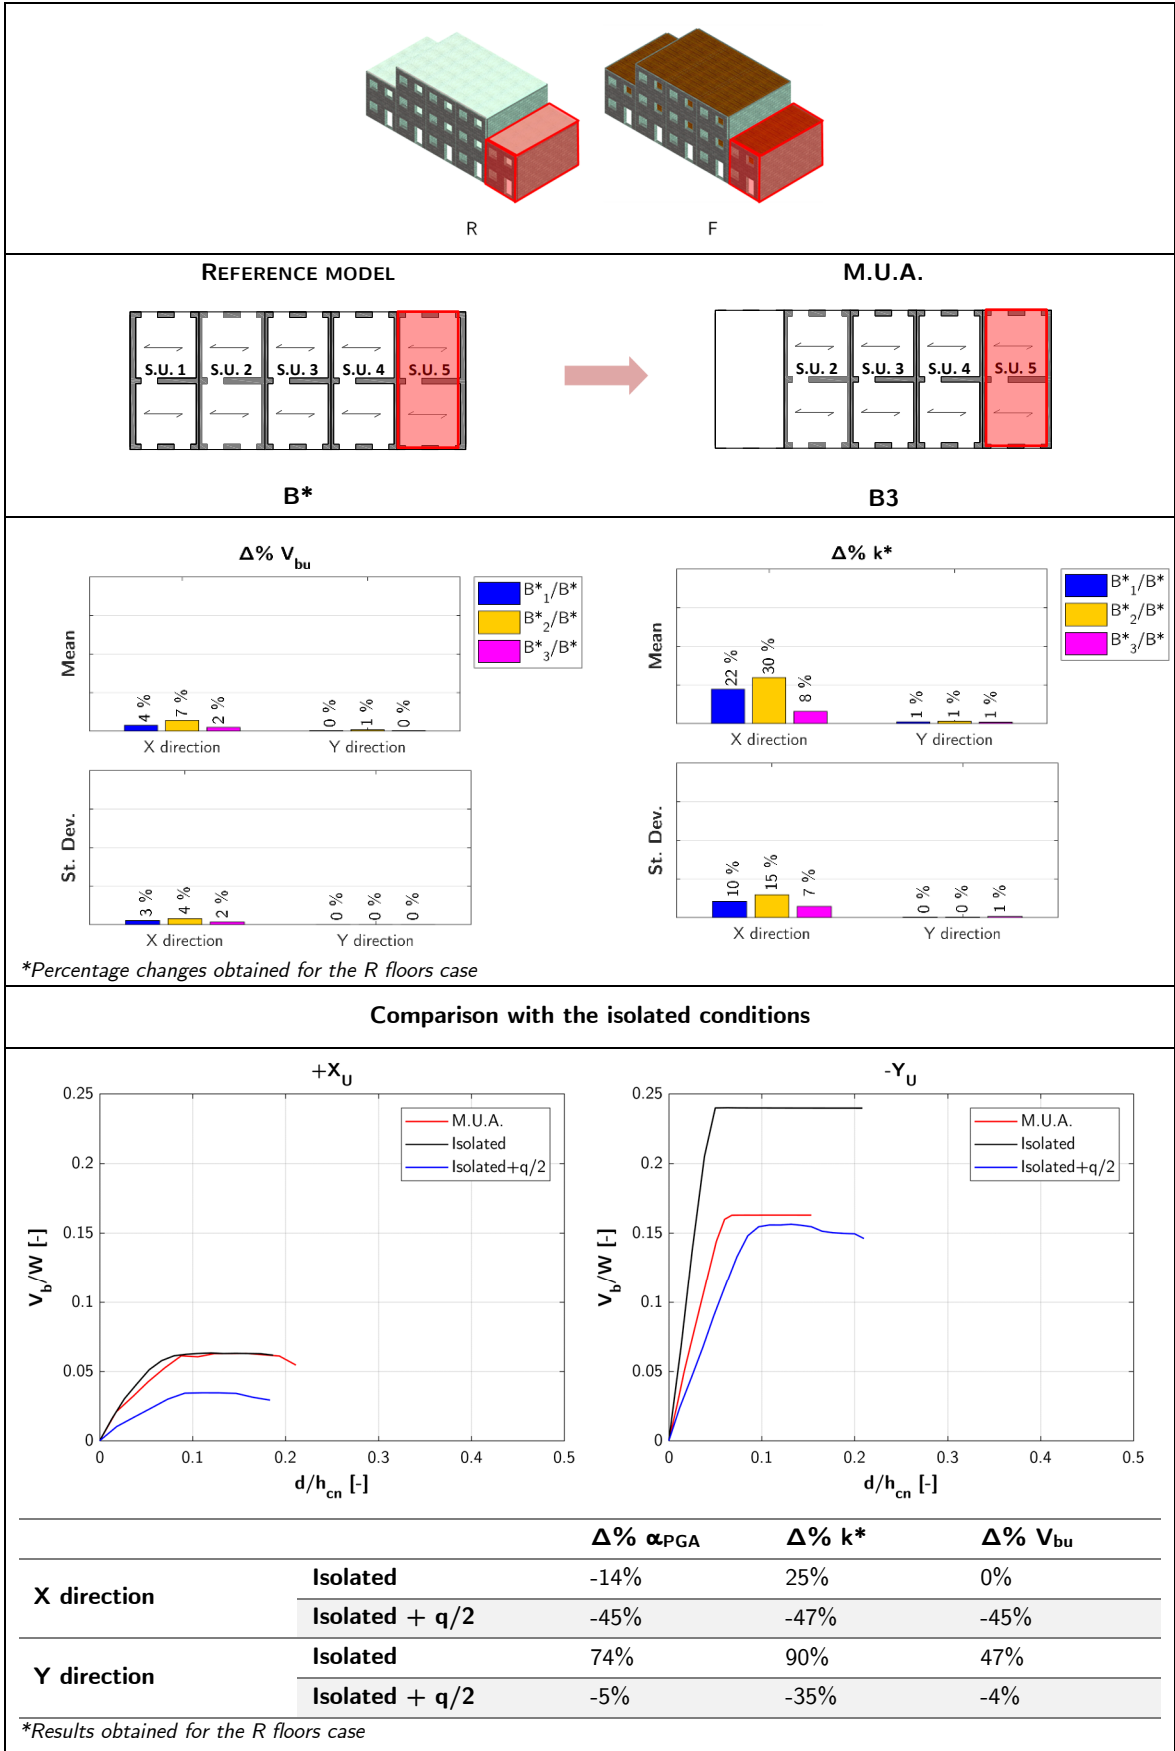 R F
REFERENCE MODEL
M.U.A.
S.U. 1 S.U. 2 S.U. 3 S.U. 4 S.U. 5
S.U. 2 S.U. 3 S.U. 4 S.U. 5
B*
B3
Δ% Vbu
Mean
4 % 7 % 2 % 0 % 1 % 0 %
X direction Y direction
B*1/B*
B*2/B*
B*3/B*
Δ% k*
Mean
22 % 30 % 8 % 1 % 1 % 1 %
X direction Y direction
B*1/B*
B*2/B*
B*3/B*
St. Dev.
3 % 4 % 2 % 0 % 0 % 0 %
X direction Y direction
St. Dev.
10 % 15 % 7 % 0 % 0 % 1 %
X direction Y direction
*Percentage changes obtained for the R floors case
Comparison with the isolated conditions
+XU
0.25
0.2
0.15
0.1
0.05
0
Vb/W [-]
M.U.A.
Isolated
Isolated+q/2
0 0.1 0.2 0.3 0.4 0.5
d/hcn [-]
-YU
0.25
0.2
0.15
0.1
0.05
0
Vb/W [-]
M.U.A.
Isolated
Isolated+q/2
0 0.1 0.2 0.3 0.4 0.5
d/hcn [-]
Δ% αPGA Δ% k* Δ% Vbu
X direction
Isolated -14% 25% 0%
Isolated + q/2 -45% -47% -45%
Y direction
Isolated 74% 90% 47%
Isolated + q/2 -5% -35% -4%
*Results obtained for the R floors case